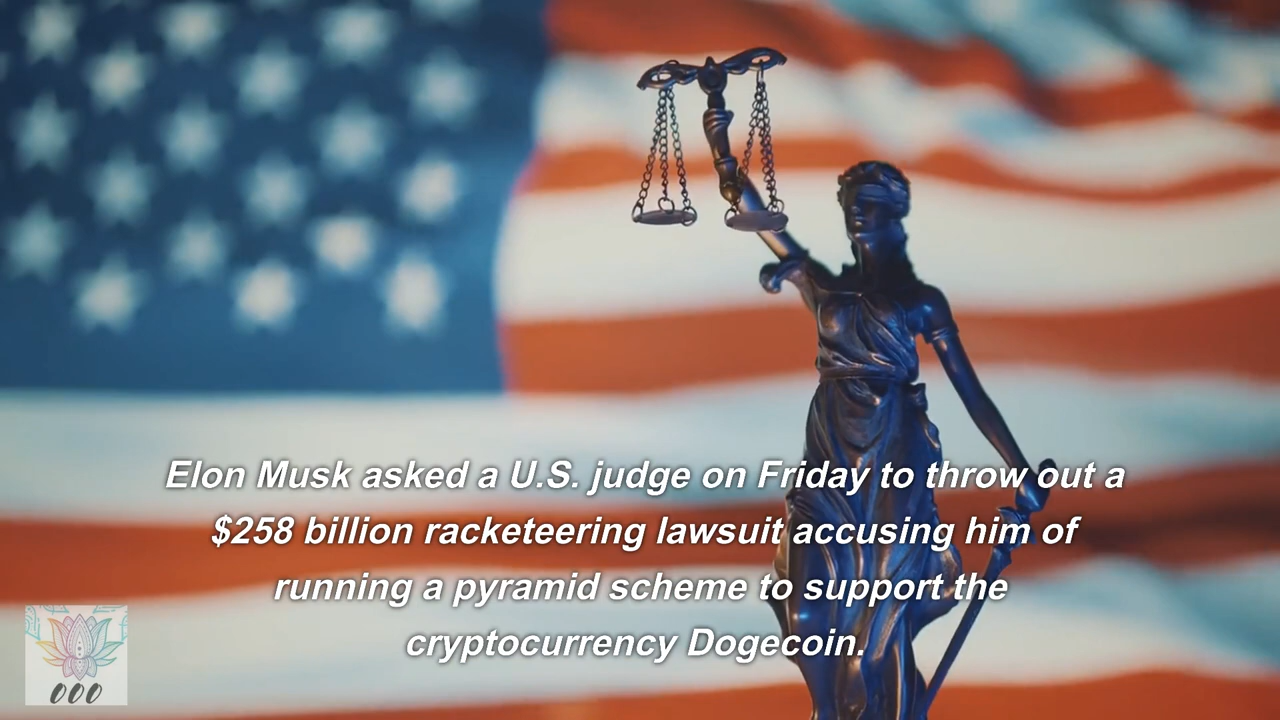 Elon Musk asked a U.S. judge on Friday to throw out a
$258 billion racketeering lawsuit accusing him of
running a pyramid scheme to support the
cryptocurrency Dogecoin.
000